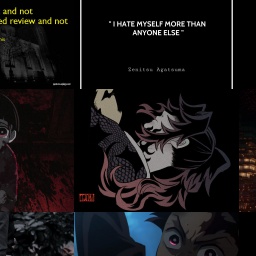 and not
ed review and not
" I HATE MYSELF MORE THAN
ANYONE ELSE "
Zenitsu Agatsuma